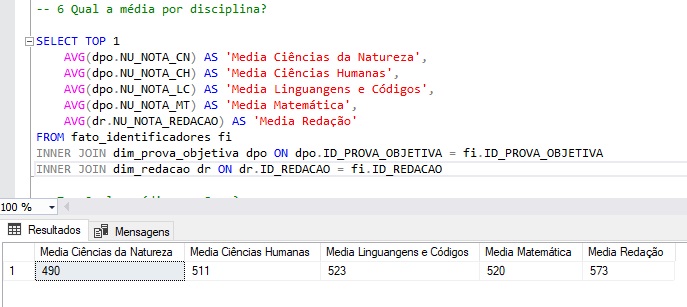 -- 6 Qual a média por disciplina?
SELECT TOP 1
AVG(dpo.NU_NOTA_CN) AS 'Media Ciências da Natureza',
AVG(dpo.NU_NOTA_CH) AS 'Media Ciências Humanas',
AVG(dpo.NU_NOTA_LC) AS 'Media Linguangens e Códigos',
AVG(dpo.NU_NOTA_MT) AS 'Media Matemática',
AVG(dr.NU_NOTA_REDACAO) AS 'Media Redação'
FROM fato_identificadores fi
INNER JOIN dim_prova_objetiva dpo ON dpo.ID_PROVA_OBJETIVA = fi.ID_PROVA_OBJETIVA
INNER JOIN dim_redacao dr ON dr.ID_REDACAO = fi.ID_REDACAO
100 %
Resultados Mensagens
Media Ciências da Natureza Media Ciências Humanas Media Linguangens e Códigos Media Matemática Media Redação
1 490 511 523 520 573